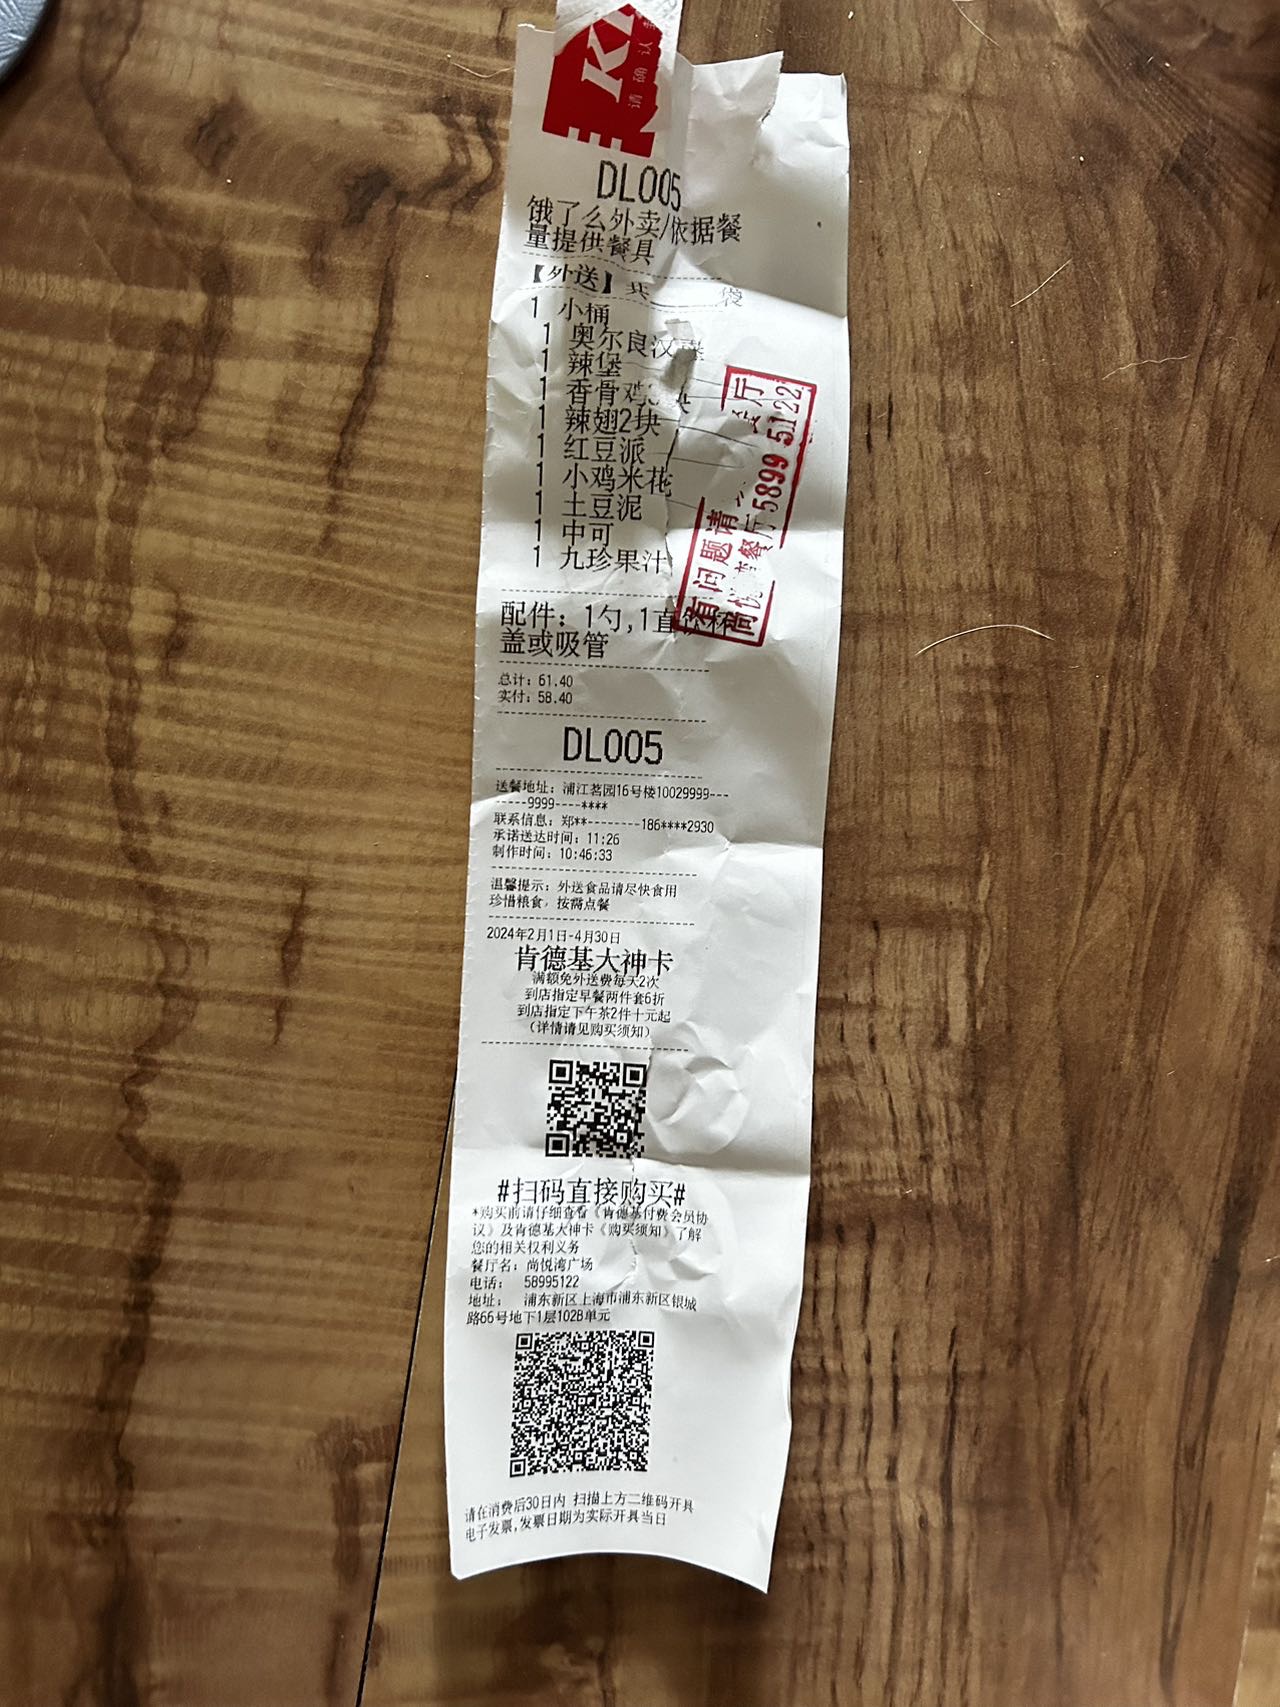 请确认
DL005
饿了么外卖/依据餐
量提供餐具
【外送】 共______袋
1 小桶
1 奥尔良汉堡
1 辣堡
1 香骨鸡
1 辣翅2块
1 红豆派
1 小鸡米花
1 土豆泥
1 中可
1 九珍果汁
有问题请
餐厅 5899 5122
配件：1勺,1直饮杯
盖或吸管
总计：61.40
实付：58.40
DL005
送餐地址：浦江茗园16号楼10029999---
-----9999----****
联系信息：郑**--------186****2930
承诺送达时间：11:26
制作时间：10:46:33
温馨提示：外送食品请尽快食用
珍惜粮食，按需点餐
2024年2月1日-4月30日
肯德基大神卡
满额免外送费每天2次
到店指定早餐两件套6折
到店指定下午茶2件十元起
（详情请见购买须知）
#扫码直接购买#
*购买前请仔细查看《肯德基付费会员协
议》及肯德基大神卡《购买须知》了解
您的相关权利义务
餐厅名：尚悦湾广场
电话： 58995122
地址： 浦东新区上海市浦东新区银城
路66号地下1层102B单元
请在消费后30日内 扫描上方二维码开具
电子发票,发票日期为实际开具当日